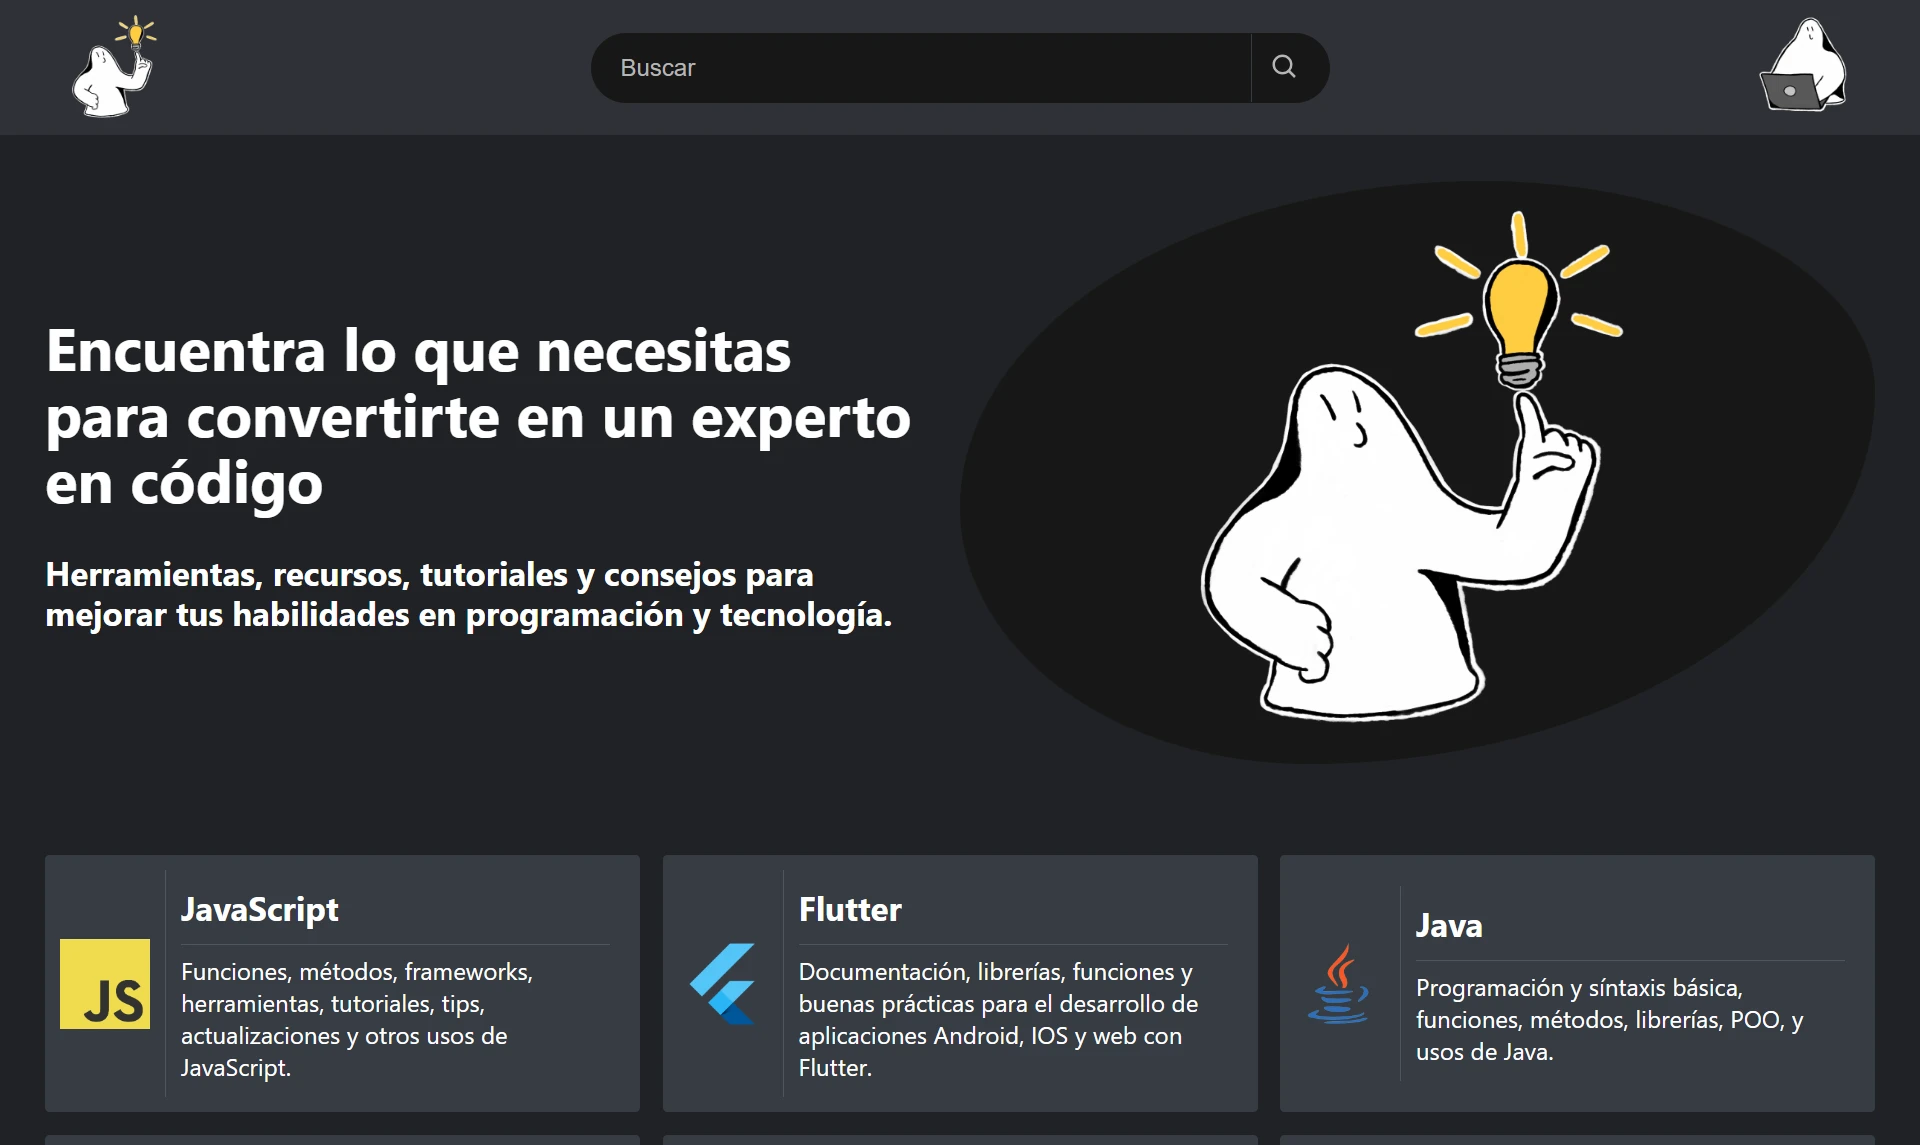 Buscar
Encuentra lo que necesitas
para convertirte en un experto
en código
Herramientas, recursos, tutoriales y consejos para
mejorar tus habilidades en programación y tecnología.
JS
JavaScript
Funciones, métodos, frameworks,
herramientas, tutoriales, tips,
actualizaciones y otros usos de
JavaScript.
Flutter
Documentación, librerías, funciones y
buenas prácticas para el desarrollo de
aplicaciones Android, IOS y web con
Flutter.
Java
Programación y síntaxis básica,
funciones, métodos, librerías, POO, y
usos de Java.